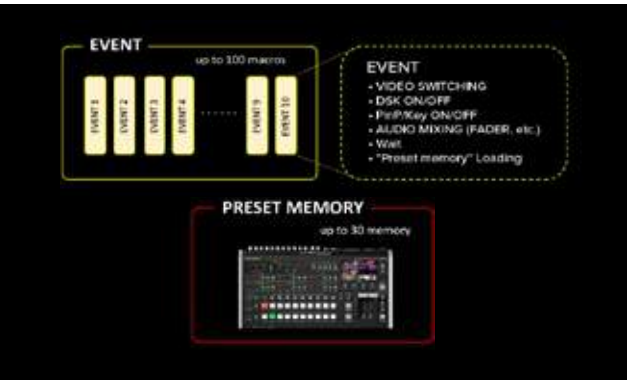 EVENT
up to 100 macros
EVENT 1
EVENT 2
EVENT 3
EVENT 4
......
EVENT 9
EVENT 10
EVENT
• VIDEO SWITCHING
• DSK ON/OFF
• PinP/Key ON/OFF
• AUDIO MIXING (FADER, etc.)
• Wait
• "Preset memory" Loading
PRESET MEMORY
up to 30 memory